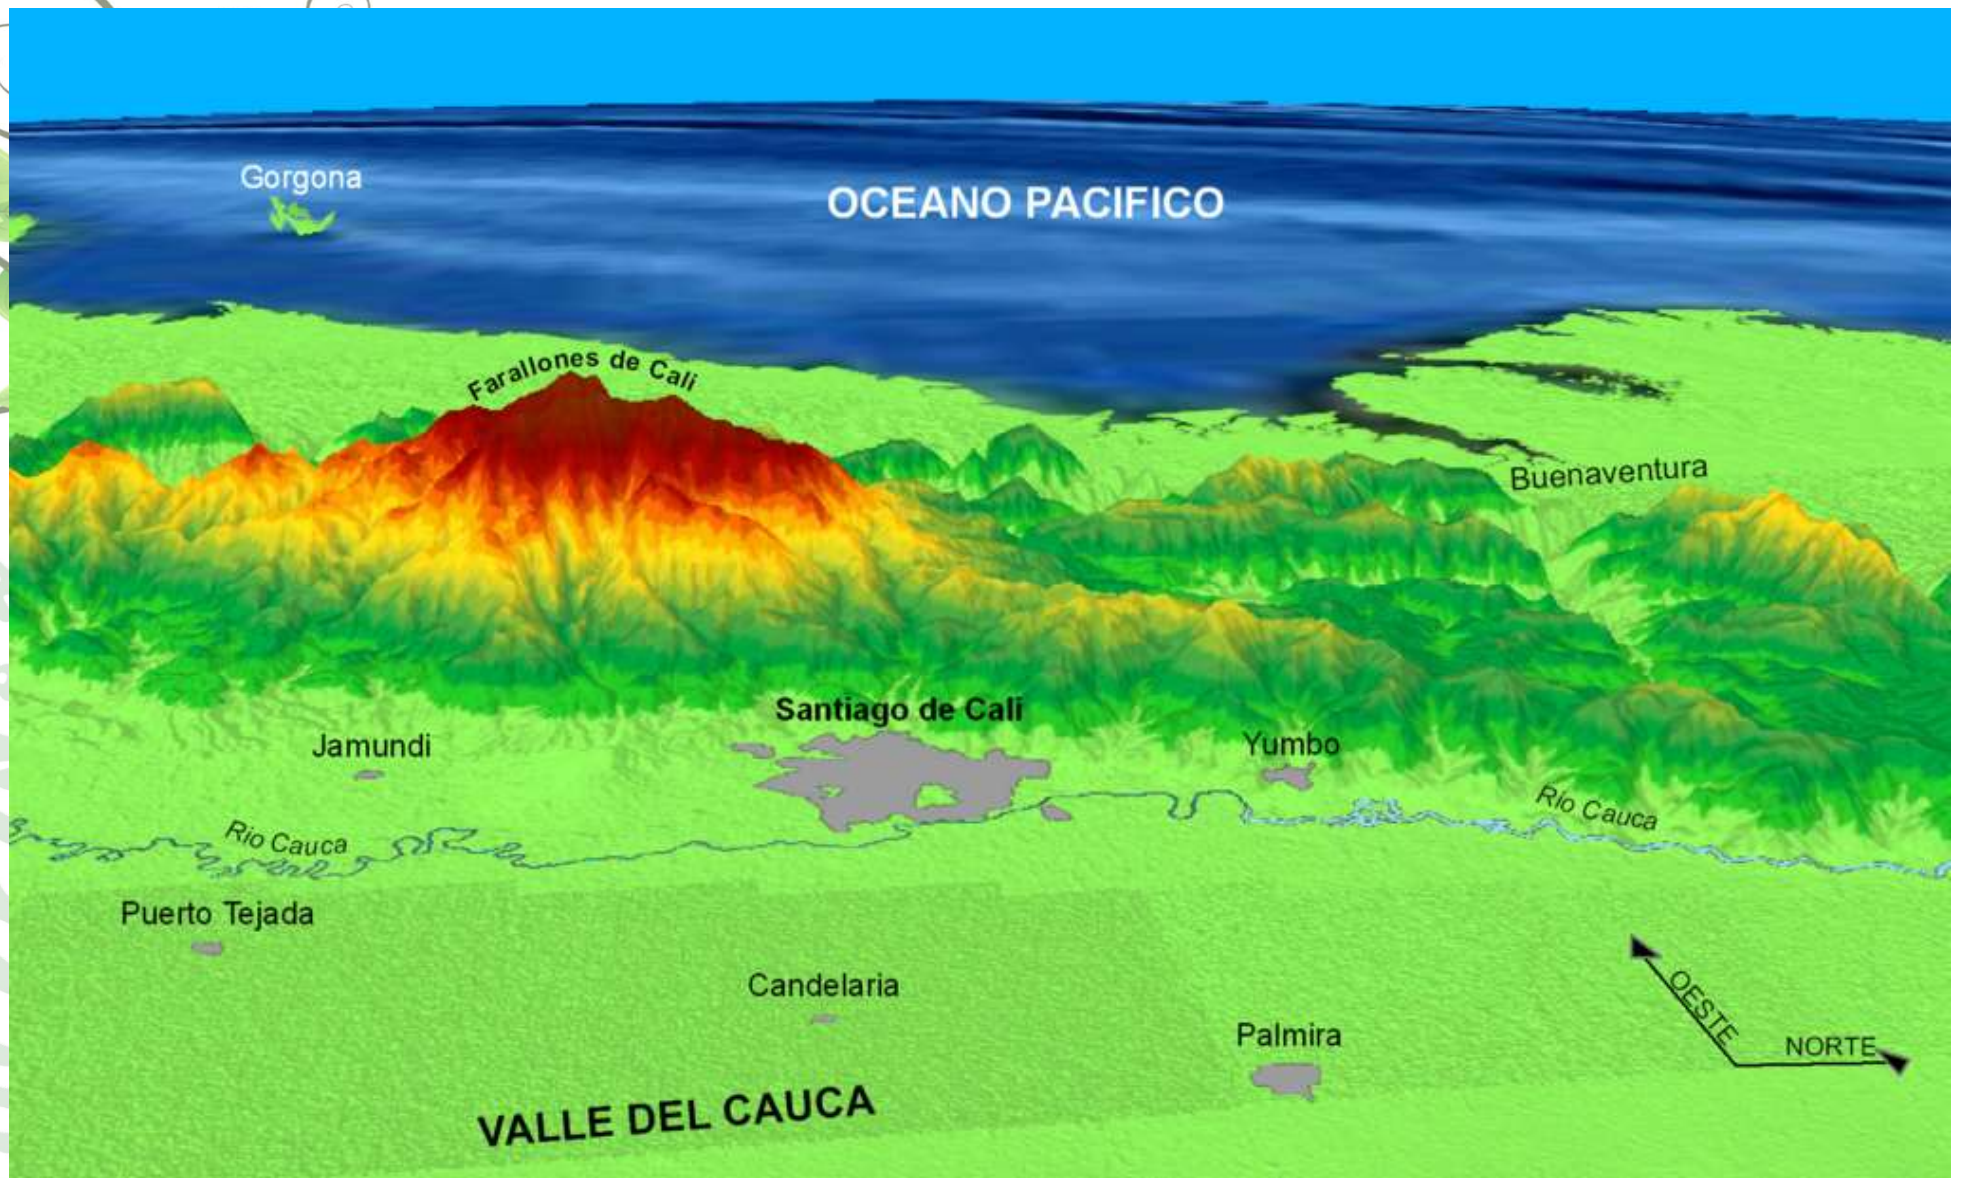 Gorgona
OCEANO PACIFICO
Farallones de Cali
Buenaventura
Santiago de Cali
Jamundi
Yumbo
Río Cauca
Río Cauca
Puerto Tejada
Candelaria
Palmira
OESTE
NORTE
VALLE DEL CAUCA